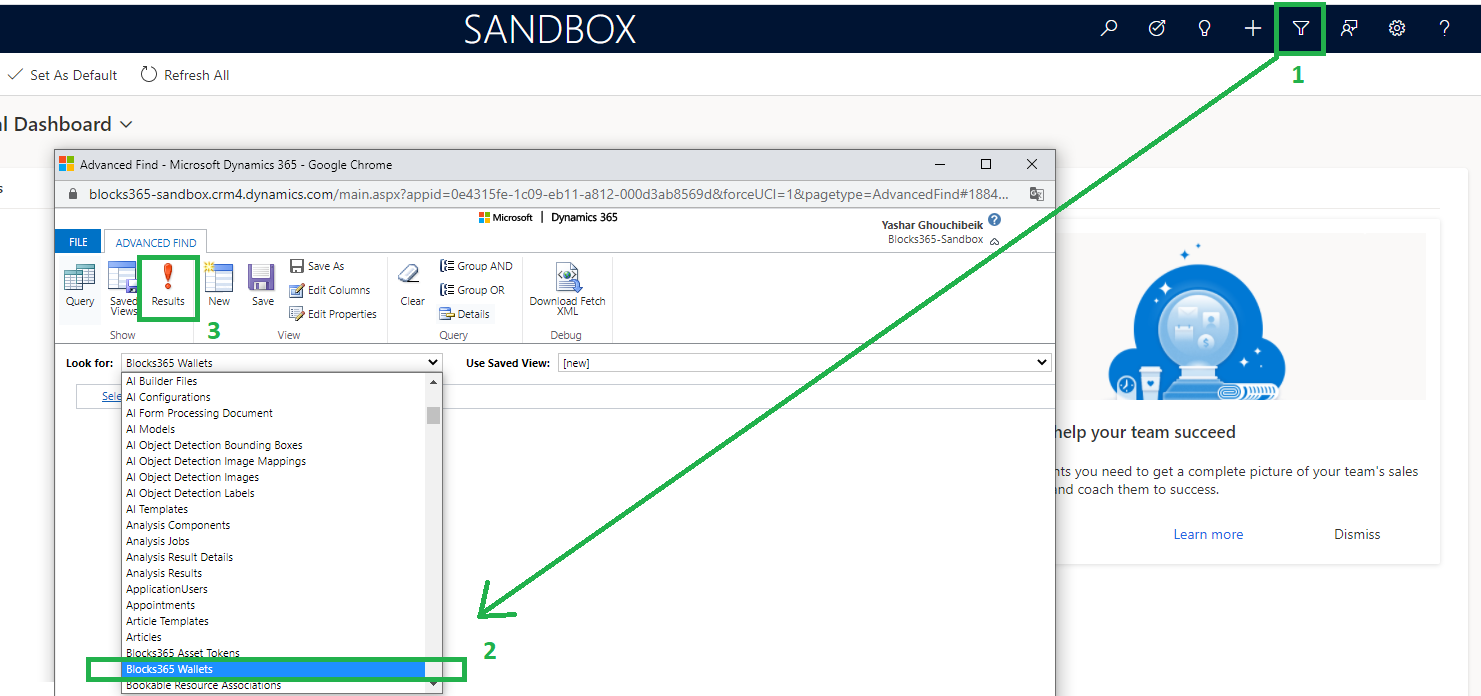 SANDBOX
1
Set As Default
Refresh All
l Dashboard
s
Advanced Find - Microsoft Dynamics 365 - Google Chrome
blocks365-sandbox.crm4.dynamics.com/main.aspx?appid=0e4315fe-1c09-eb11-a812-000d3ab8569d&forceUCI=1&pagetype=AdvancedFind#1884...
Microsoft | Dynamics 365
Yashar Ghouchibeik
Blocks365-Sandbox
FILE
ADVANCED FIND
Query
Saved Views
Results
Show
3
New
Save
Save As
Edit Columns
Edit Properties
View
Clear
Group AND
Group OR
Details
Query
Download Fetch XML
Debug
Look for:
Blocks365 Wallets
Use Saved View:
[new]
Sele
AI Builder Files
AI Configurations
AI Form Processing Document
AI Models
AI Object Detection Bounding Boxes
AI Object Detection Image Mappings
AI Object Detection Images
AI Object Detection Labels
AI Templates
Analysis Components
Analysis Jobs
Analysis Result Details
Analysis Results
ApplicationUsers
Appointments
Article Templates
Articles
Blocks365 Asset Tokens
Blocks365 Wallets
Bookable Resource Associations
2
help your team succeed
nts you need to get a complete picture of your team's sales
and coach them to success.
Learn more
Dismiss